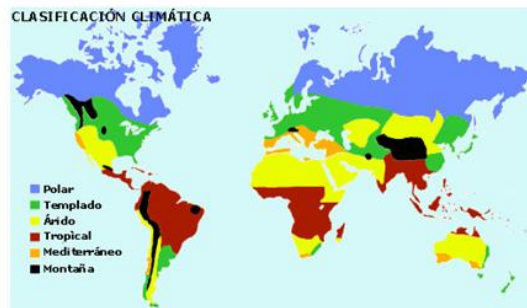 CLASIFICACIÓN CLIMÁTICA
Polar
Templado
Árido
Tropical
Mediterráneo
Montaña